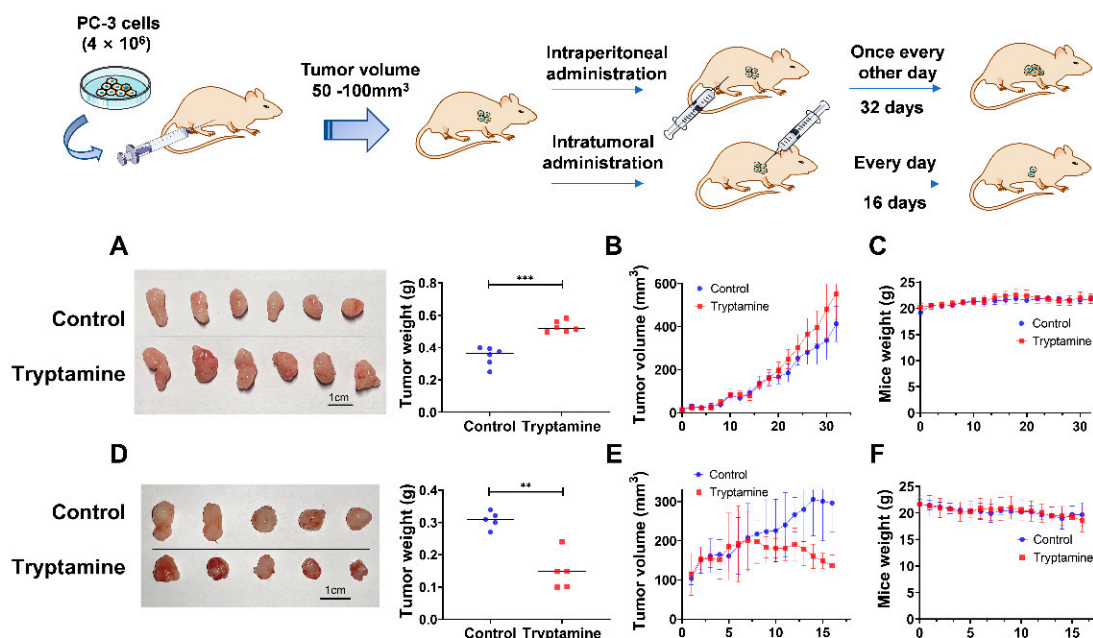 PC-3 cells
(4 × 10⁶)
Tumor volume
50 -100mm³
Intraperitoneal
administration
Intratumoral
administration
Once every
other day
32 days
Every day
16 days
A
Control
Tryptamine
1cm
Tumor weight (g)
0.8
0.6
0.4
0.2
0.0
***
Control Tryptamine
B
Tumor volume (mm³)
600
400
200
0
Control
Tryptamine
0 10 20 30
C
Mice weight (g)
25
20
15
10
5
0
Control
Tryptamine
0 10 20 30
D
Control
Tryptamine
1cm
Tumor weight (g)
0.4
0.3
0.2
0.1
0.0
**
Control Tryptamine
E
Tumor volume (mm³)
300
200
100
0
Control
Tryptamine
0 5 10 15
F
Mice weight (g)
25
20
15
10
5
0
Control
Tryptamine
0 5 10 15